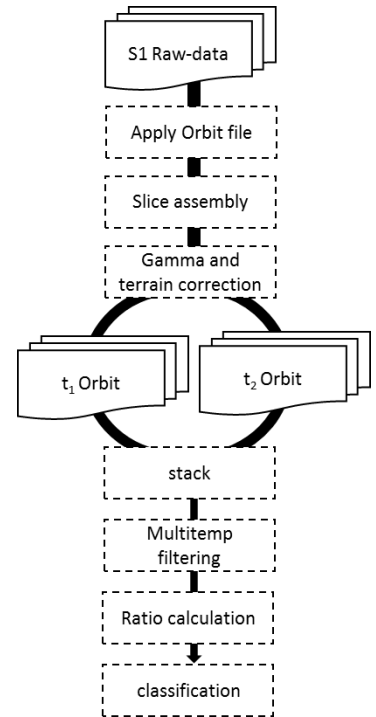 S1 Raw-data
Apply Orbit file
Slice assembly
Gamma and
terrain correction
t1 Orbit
t2 Orbit
stack
Multitemp
filtering
Ratio calculation
classification